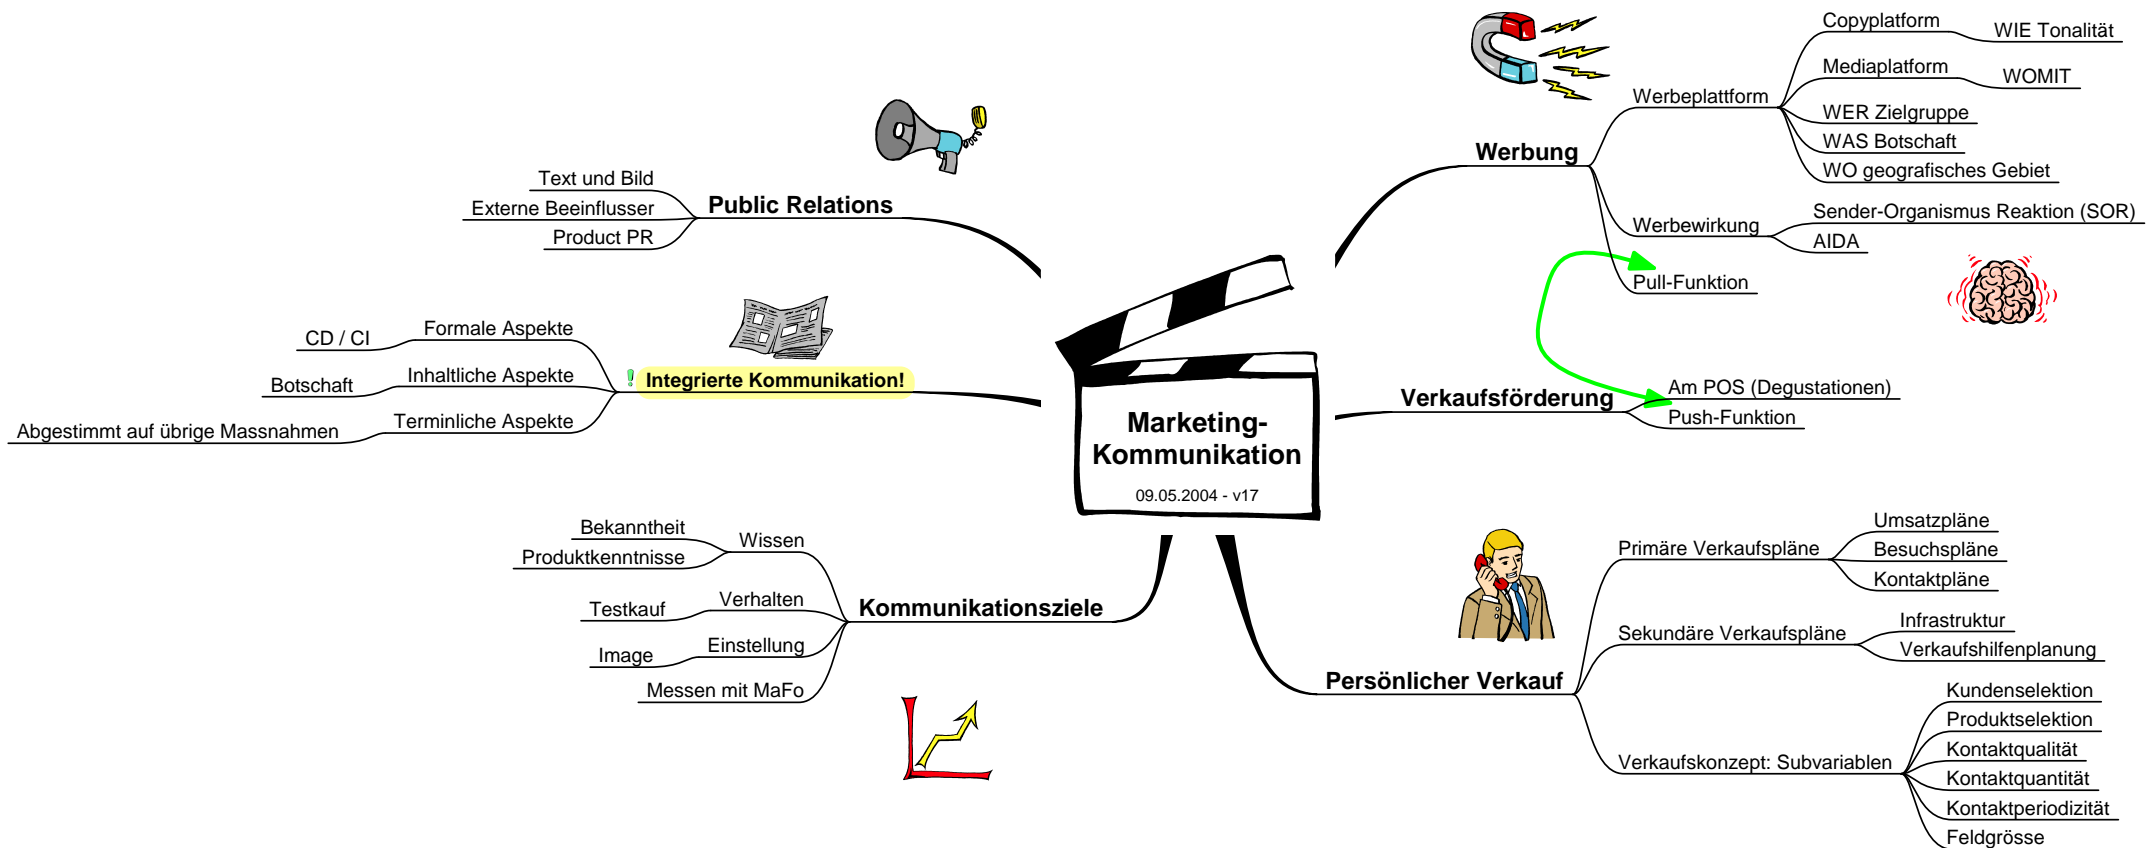 Marketing-
Kommunikation
09.05.2004 - v17
Werbung
Werbeplattform
Copyplatform
WIE Tonalität
Mediaplatform
WOMIT
WER Zielgruppe
WAS Botschaft
WO geografisches Gebiet
Werbewirkung
Sender-Organismus Reaktion (SOR)
AIDA
Pull-Funktion
Verkaufsförderung
Am POS (Degustationen)
Push-Funktion
Persönlicher Verkauf
Primäre Verkaufspläne
Umsatzpläne
Besuchspläne
Kontaktpläne
Sekundäre Verkaufspläne
Infrastruktur
Verkaufshilfenplanung
Verkaufskonzept: Subvariablen
Kundenselektion
Produktselektion
Kontaktqualität
Kontaktquantität
Kontaktperiodizität
Feldgrösse
Public Relations
Text und Bild
Externe Beeinflusser
Product PR
! Integrierte Kommunikation!
Formale Aspekte
CD / CI
Inhaltliche Aspekte
Botschaft
Terminliche Aspekte
Abgestimmt auf übrige Massnahmen
Kommunikationsziele
Wissen
Bekanntheit
Produktkenntnisse
Verhalten
Testkauf
Einstellung
Image
Messen mit MaFo